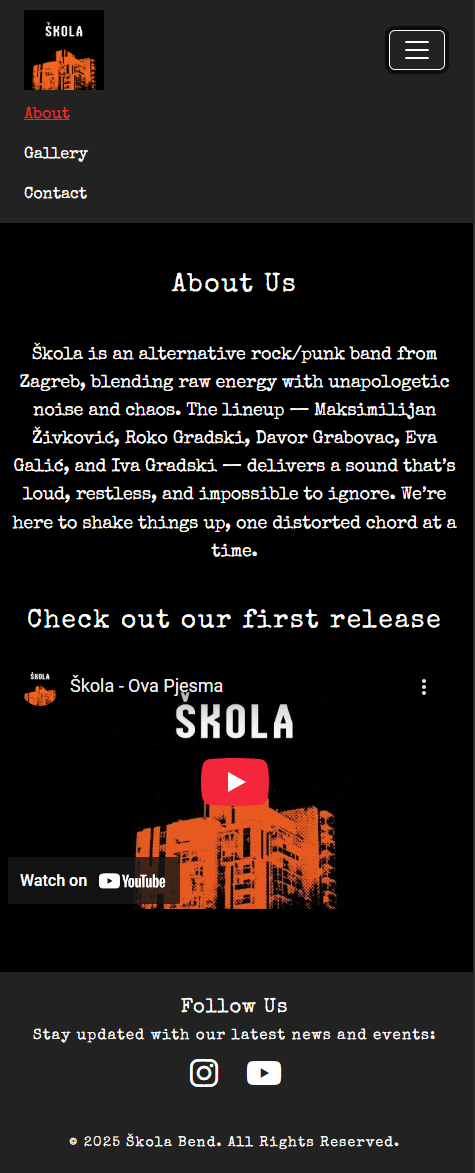 ŠKOLA
About
Gallery
Contact
About Us
Škola is an alternative rock/punk band from
Zagreb, blending raw energy with unapologetic
noise and chaos. The lineup — Maksimilijan
Živković, Roko Gradski, Davor Grabovac, Eva
Galić, and Iva Gradski — delivers a sound that’s
loud, restless, and impossible to ignore. We’re
here to shake things up, one distorted chord at a
time.
Check out our first release
ŠKOLA
Škola - Ova Pjesma
ŠKOLA
Watch on YouTube
Follow Us
Stay updated with our latest news and events:
© 2025 Škola Bend. All Rights Reserved.